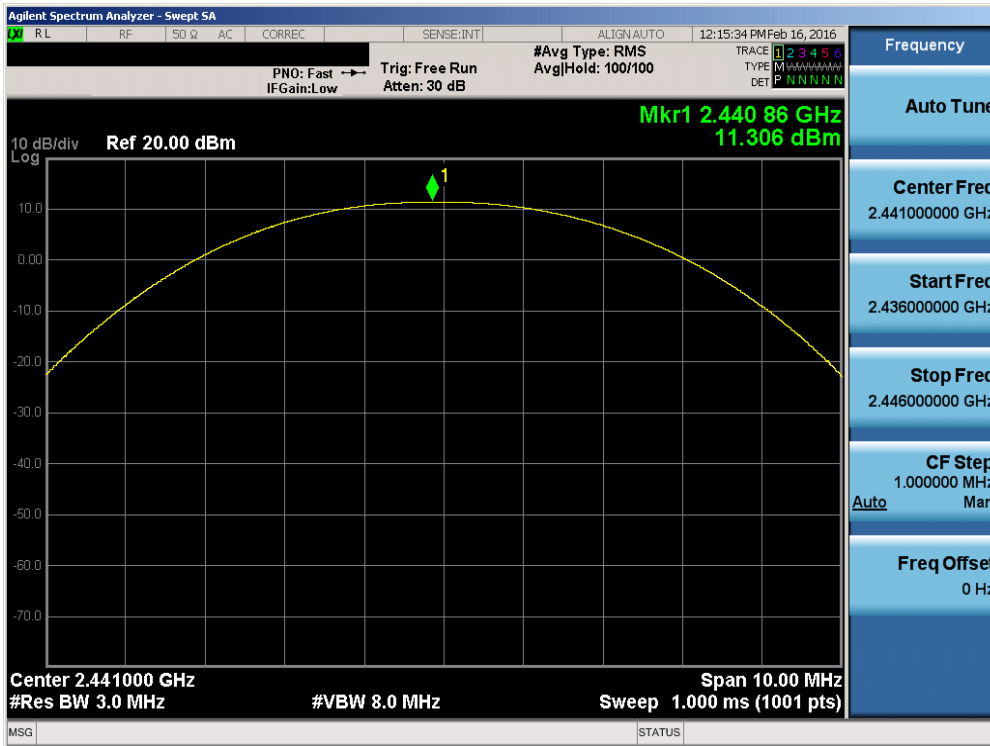 Agilent Spectrum Analyzer - Swept SA
LXI RL RF 50 Ω AC CORREC SENSE:INT ALIGN AUTO 12:15:34 PM Feb 16, 2016
PNO: Fast
IFGain:Low
Trig: Free Run
Atten: 30 dB
#Avg Type: RMS
Avg|Hold: 100/100
TRACE 1 2 3 4 5 6
TYPE M WWWWW
DET P N N N N N
Mkr1 2.440 86 GHz
11.306 dBm
10 dB/div Ref 20.00 dBm
Log
1
10.0
0.00
-10.0
-20.0
-30.0
-40.0
-50.0
-60.0
-70.0
Center 2.441000 GHz Span 10.00 MHz
#Res BW 3.0 MHz #VBW 8.0 MHz Sweep 1.000 ms (1001 pts)
MSG STATUS
Frequency
Auto Tune
Center Freq
2.441000000 GHz
Start Freq
2.436000000 GHz
Stop Freq
2.446000000 GHz
CF Step
1.000000 MHz
Auto Man
Freq Offset
0 Hz